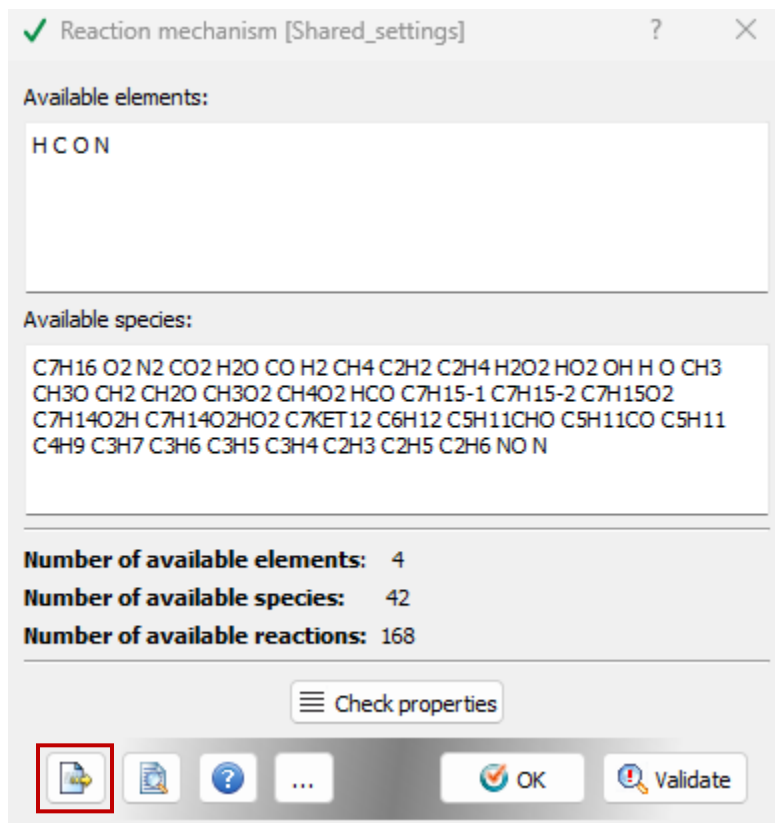 Reaction mechanism [Shared_settings] ?
Available elements:
H C O N
Available species:
C7H16 O2 N2 CO2 H2O CO H2 CH4 C2H2 C2H4 H2O2 HO2 OH H O CH3
CH3O CH2 CH2O CH3O2 CH4O2 HCO C7H15-1 C7H15-2 C7H15O2
C7H14O2H C7H14O2HO2 C7KET12 C6H12 C5H11CHO C5H11CO C5H11
C4H9 C3H7 C3H6 C3H5 C3H4 C2H3 C2H5 C2H6 NO N
Number of available elements: 4
Number of available species: 42
Number of available reactions: 168
Check properties
? ... OK Validate